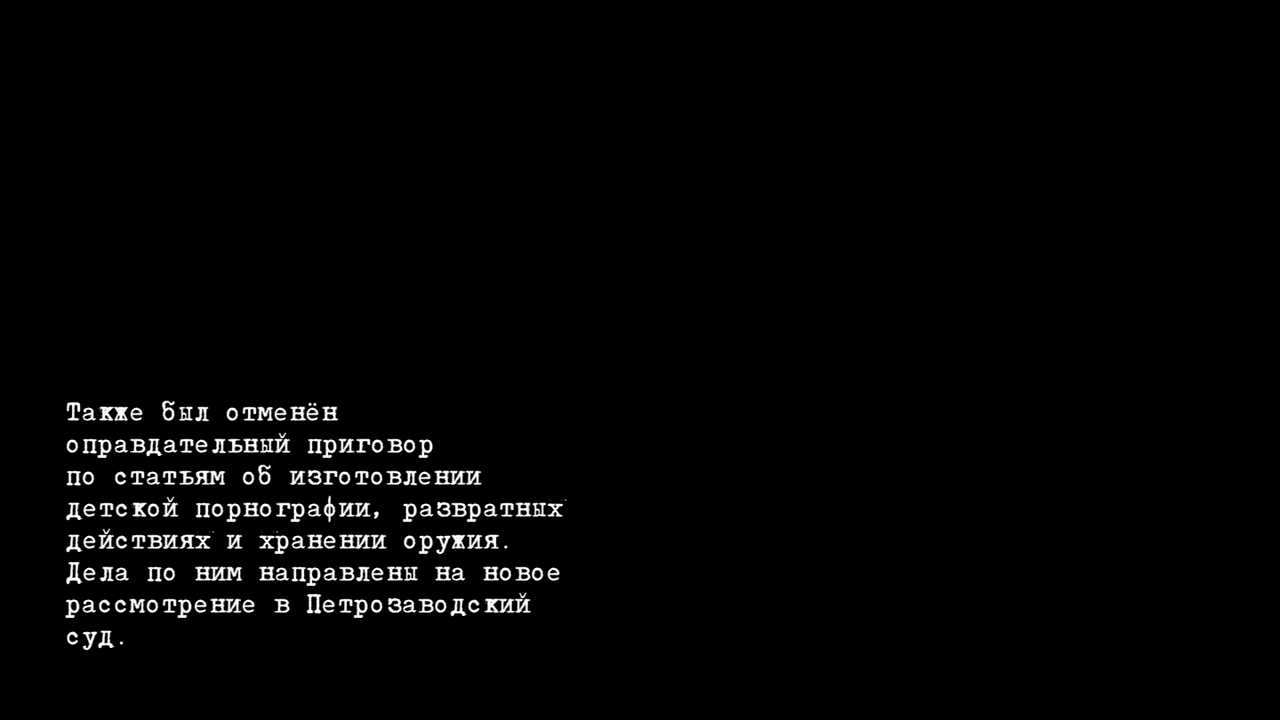 Также был отменён
оправдательный приговор
по статьям об изготовлении
детской порнографии, развратных
действиях и хранении оружия.
Дела по ним направлены на новое
рассмотрение в Петрозаводский
суд.